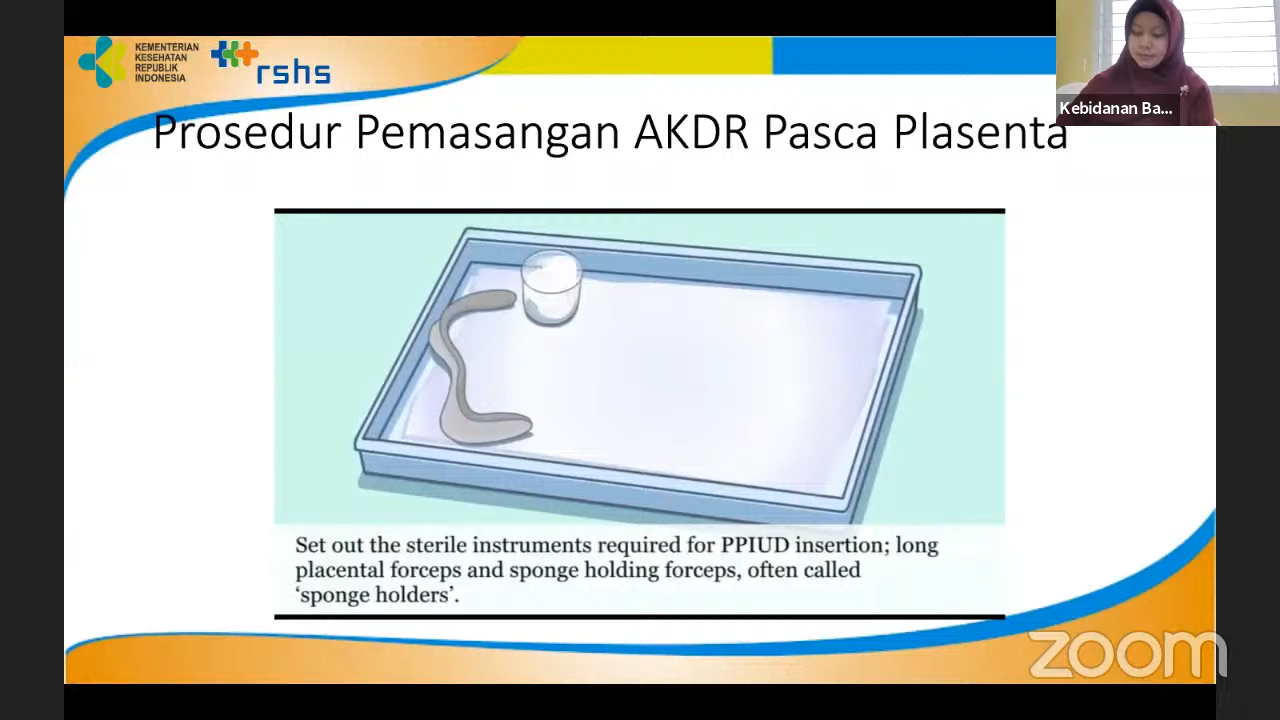 KEMENTERIAN
KESEHATAN
REPUBLIK
INDONESIA
rshs
Kebidanan Ba...
Prosedur Pemasangan AKDR Pasca Plasenta
Set out the sterile instruments required for PPIUD insertion; long
placental forceps and sponge holding forceps, often called
‘sponge holders’.
zoom